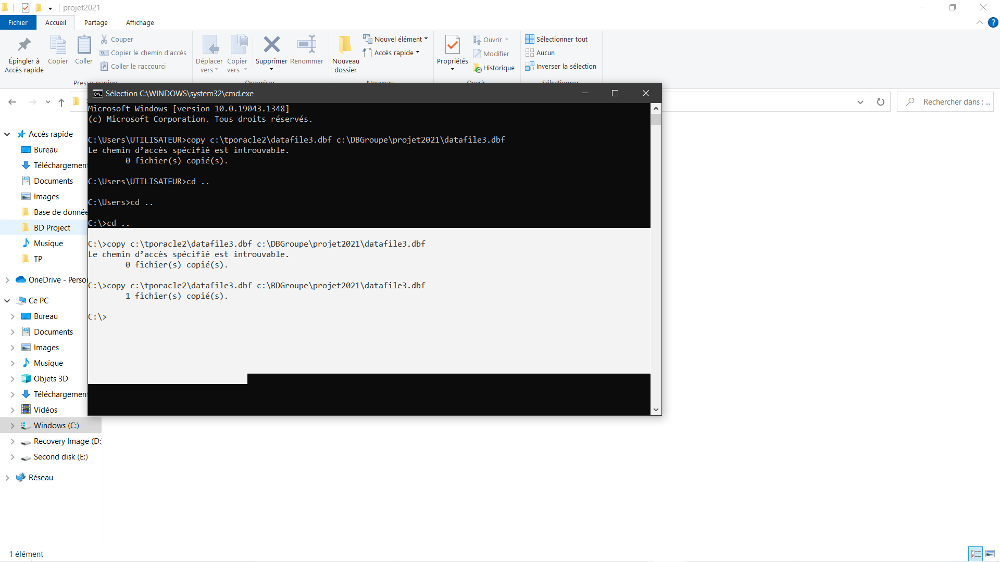 projet2021
Fichier
Accueil
Partage
Affichage
Épingler à
Accès rapide
Copier
Coller
Couper
Copier le chemin d'accès
Coller le raccourci
Presse-papiers
Déplacer
vers
Copier
vers
Supprimer
Renommer
Organiser
Nouveau
dossier
Nouvel élément
Accès rapide
Nouveau
Propriétés
Ouvrir
Modifier
Historique
Ouvrir
Sélectionner tout
Aucun
Inverser la sélection
Sélectionner
Rechercher dans : ...
Sélection C:\WINDOWS\system32\cmd.exe
Microsoft Windows [version 10.0.19043.1348]
(c) Microsoft Corporation. Tous droits réservés.
C:\Users\UTILISATEUR>copy c:\tporacle2\datafile3.dbf c:\DBGroupe\projet2021\datafile3.dbf
Le chemin d’accès spécifié est introuvable.
0 fichier(s) copié(s).
C:\Users\UTILISATEUR>cd ..
C:\Users>cd ..
C:\>cd ..
C:\>copy c:\tporacle2\datafile3.dbf c:\DBGroupe\projet2021\datafile3.dbf
Le chemin d’accès spécifié est introuvable.
0 fichier(s) copié(s).
C:\>copy c:\tporacle2\datafile3.dbf c:\BDGroupe\projet2021\datafile3.dbf
1 fichier(s) copié(s).
C:\>
Accès rapide
Bureau
Téléchargement
Documents
Images
Base de donnée
BD Project
Musique
TP
OneDrive - Perso
Ce PC
Bureau
Documents
Images
Musique
Objets 3D
Téléchargement
Vidéos
Windows (C:)
Recovery Image (D:
Second disk (E:)
Réseau
1 élément